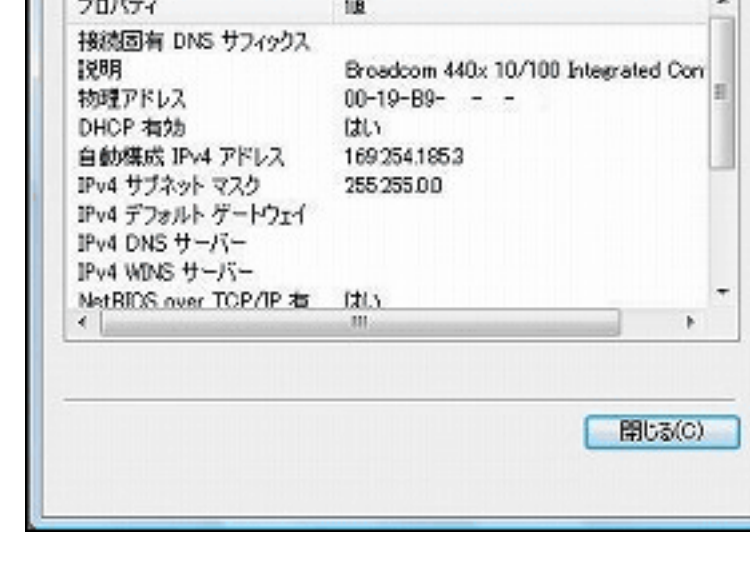 プロパティ 値
接続固有 DNS サフィックス
説明 Broadcom 440x 10/100 Integrated Con
物理アドレス 00-19-B9- - -
DHCP 有効 はい
自動構成 IPv4 アドレス 169.254.185.3
IPv4 サブネット マスク 255.255.0.0
IPv4 デフォルト ゲートウェイ
IPv4 DNS サーバー
IPv4 WINS サーバー
NetBIOS over TCP/IP 有 はい
閉じる(C)